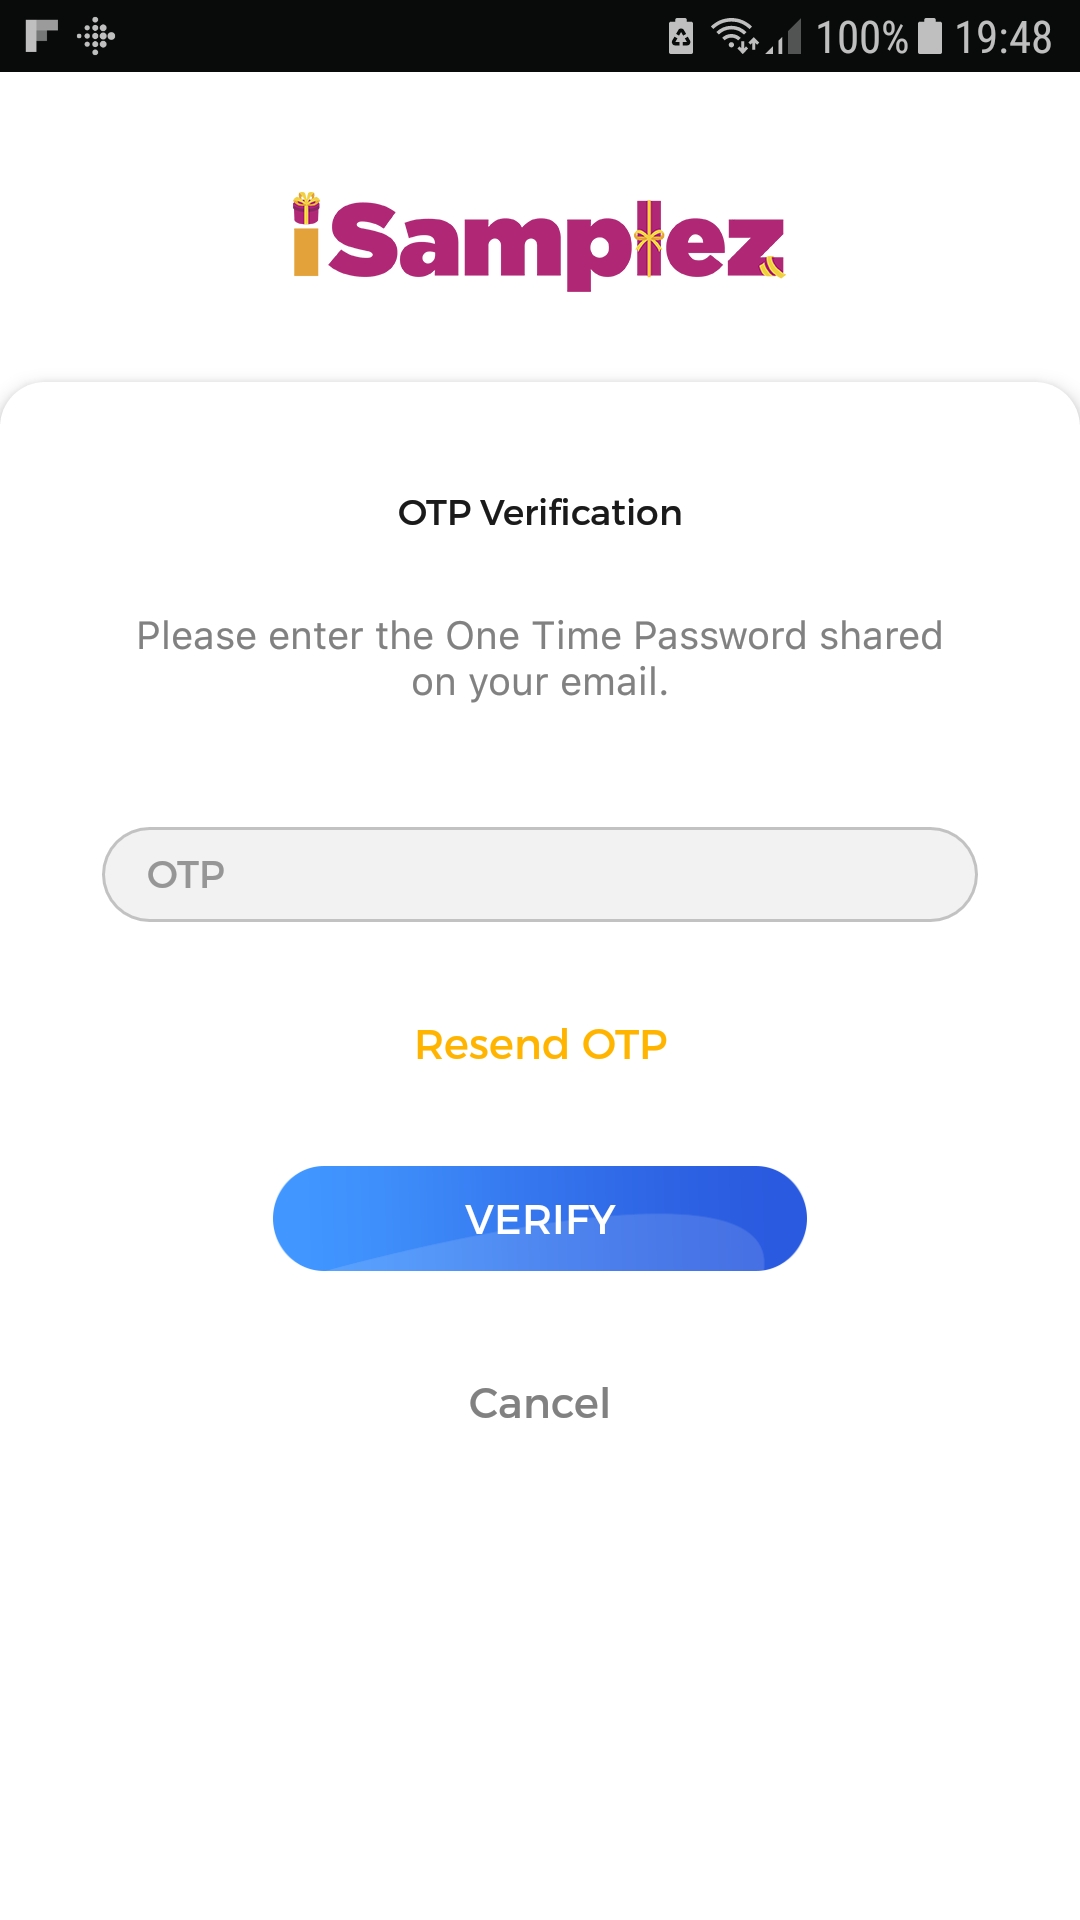 100% 19:48
iSamplez
OTP Verification
Please enter the One Time Password shared
on your email.
OTP
Resend OTP
VERIFY
Cancel